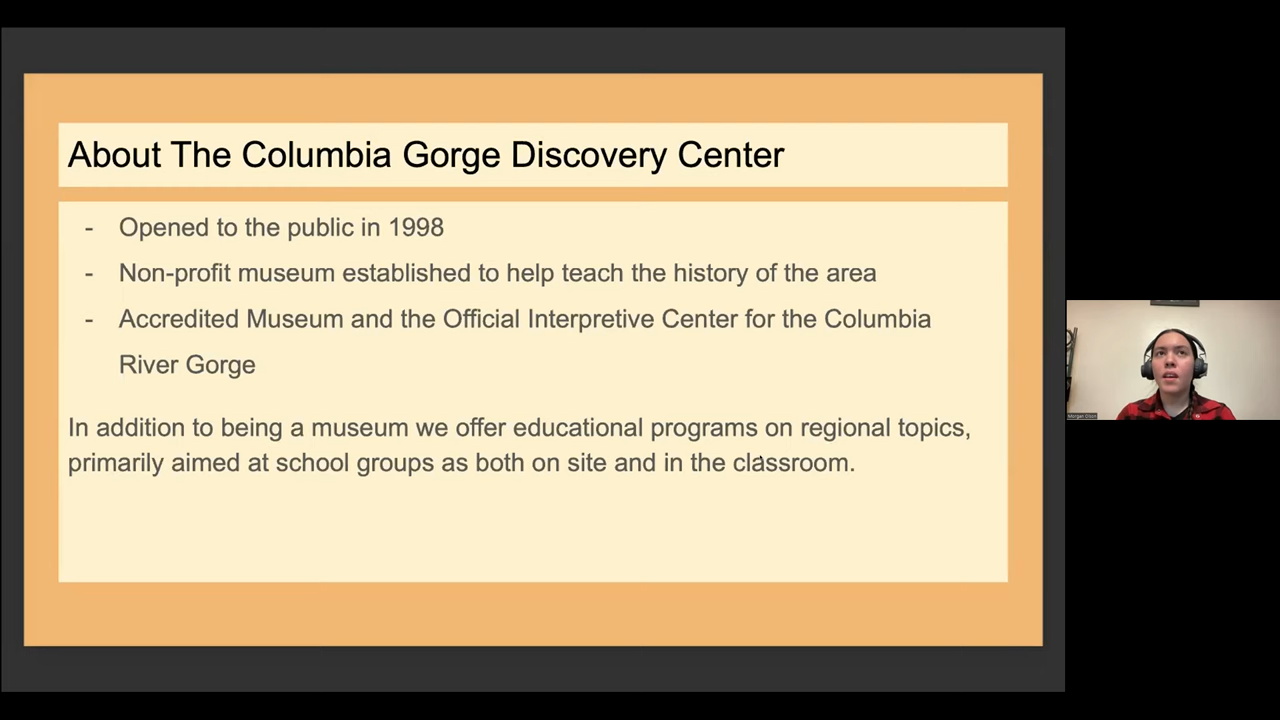 About The Columbia Gorge Discovery Center
- Opened to the public in 1998
- Non-profit museum established to help teach the history of the area
- Accredited Museum and the Official Interpretive Center for the Columbia
River Gorge
In addition to being a museum we offer educational programs on regional topics,
primarily aimed at school groups as both on site and in the classroom.